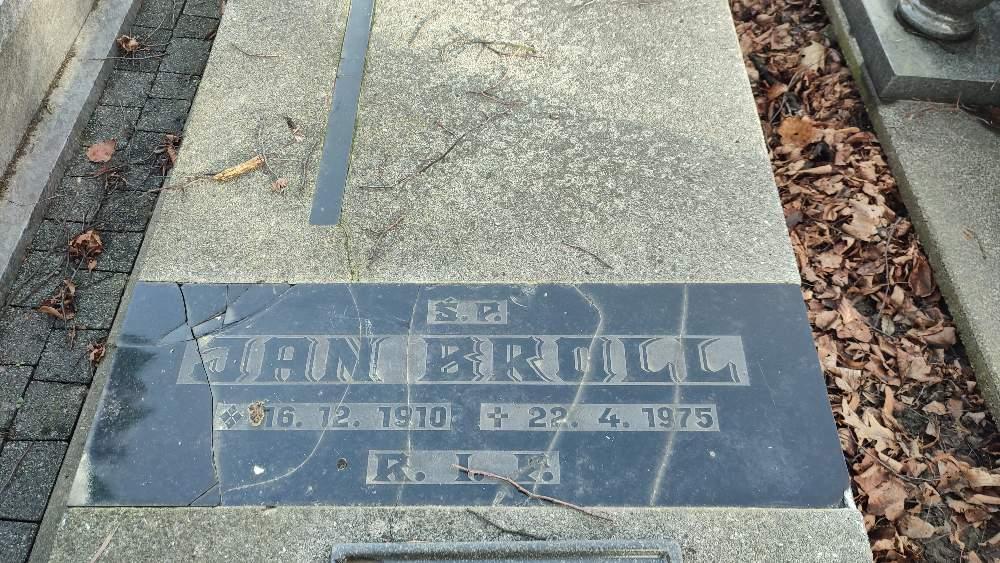 Ś.P.
JAN BROLL
16. 12. 1910 ✝ 22. 4. 1975
R. I. P.